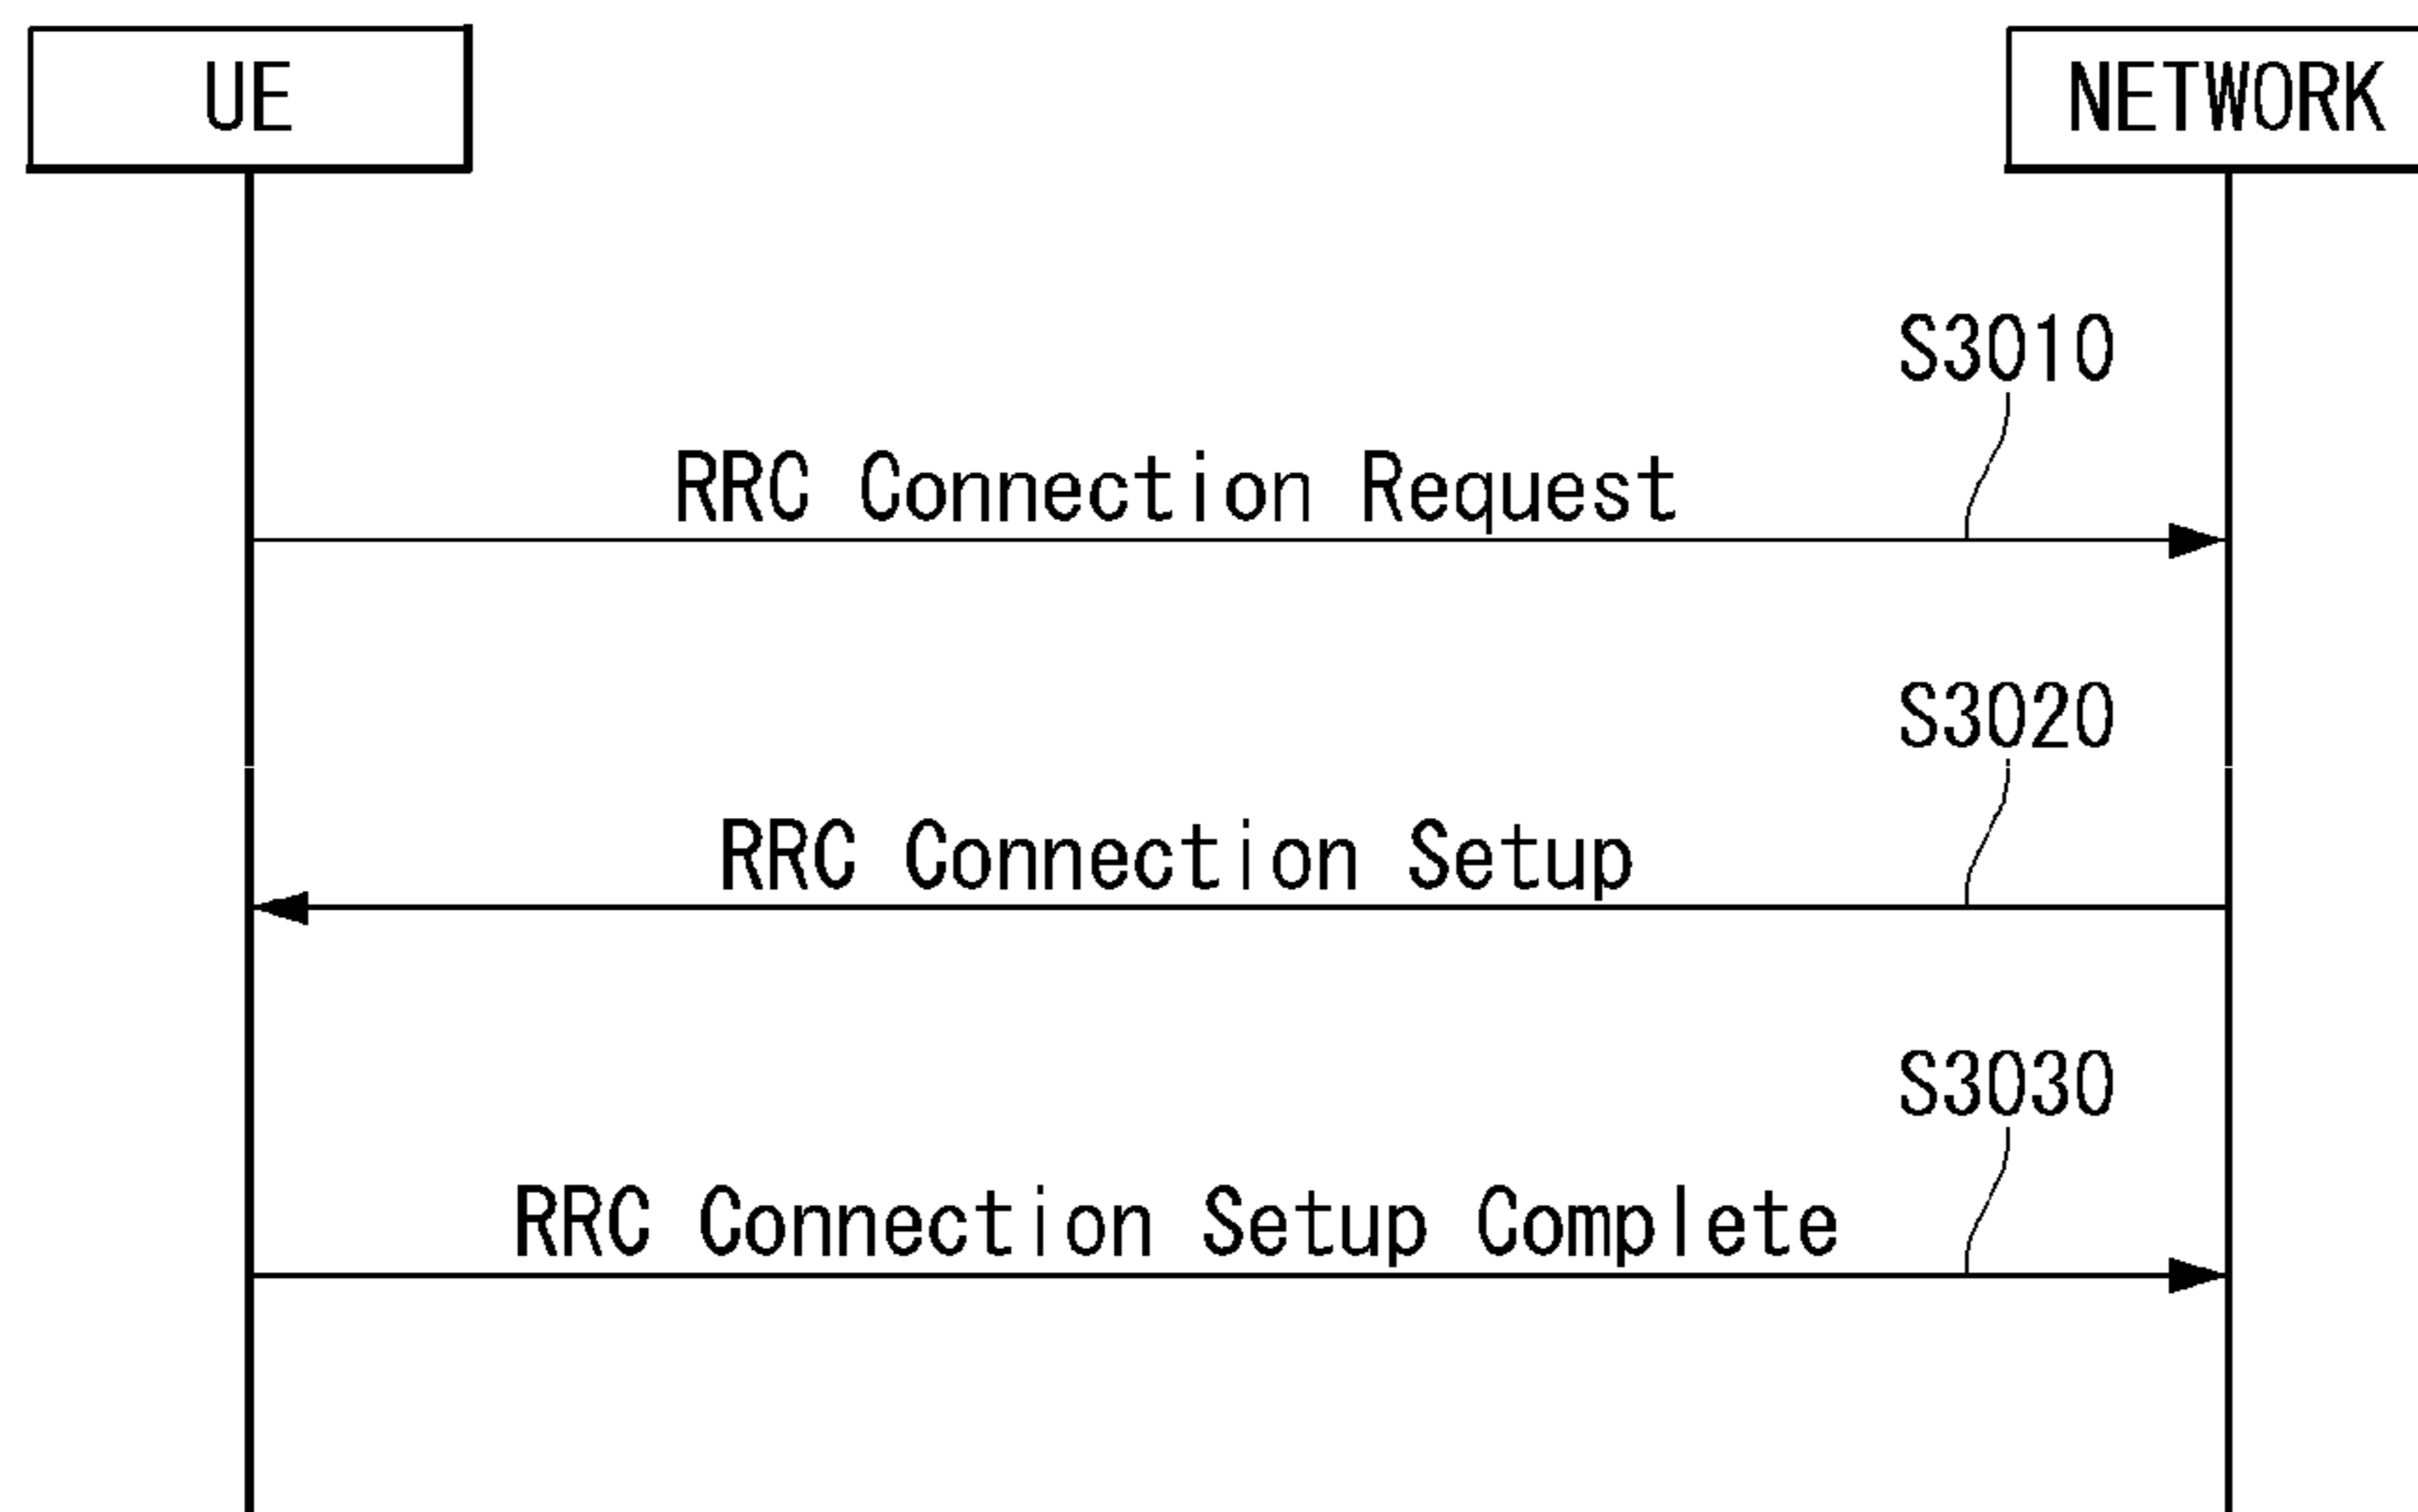 UE
NETWORK
S3010
RRC Connection Request
S3020
RRC Connection Setup
S3030
RRC Connection Setup Complete